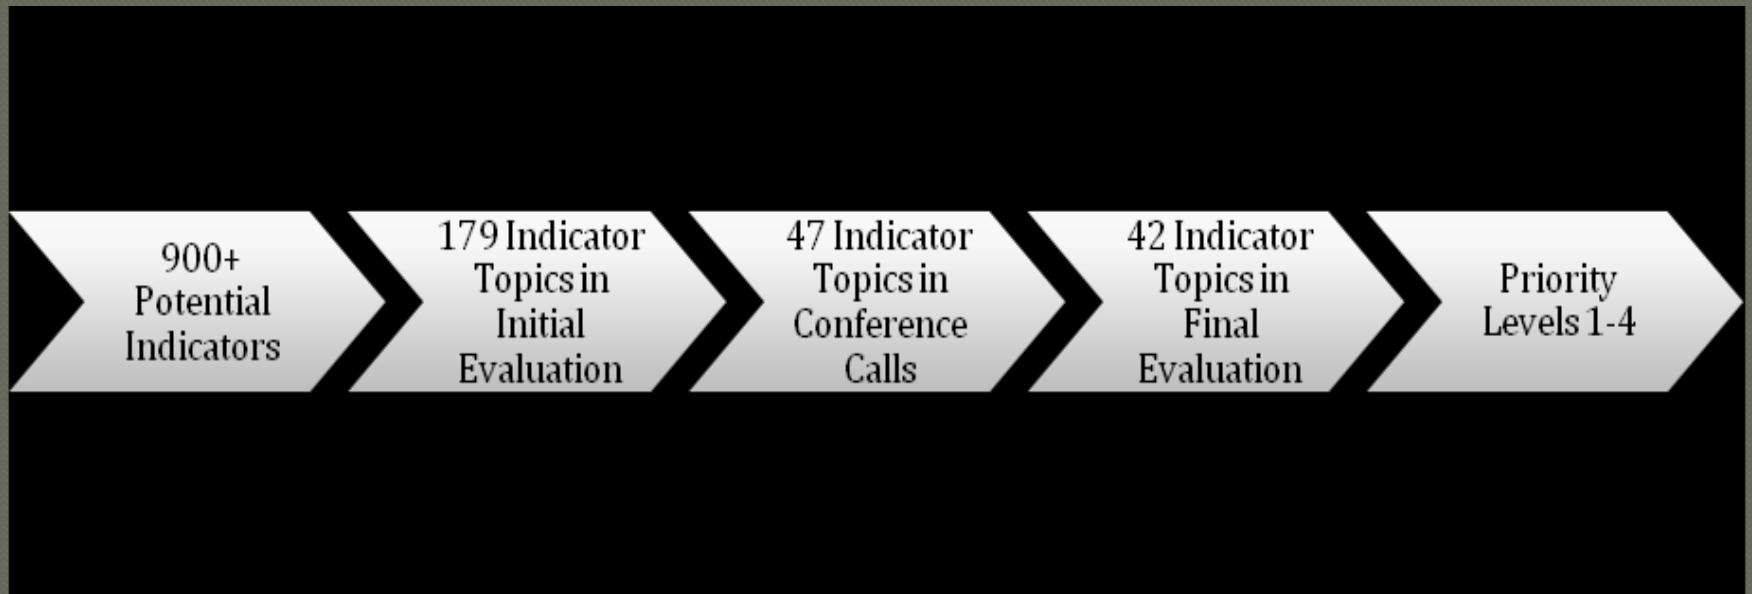 900+
Potential
Indicators
179 Indicator
Topics in
Initial
Evaluation
47 Indicator
Topics in
Conference
Calls
42 Indicator
Topics in
Final
Evaluation
Priority
Levels 1-4